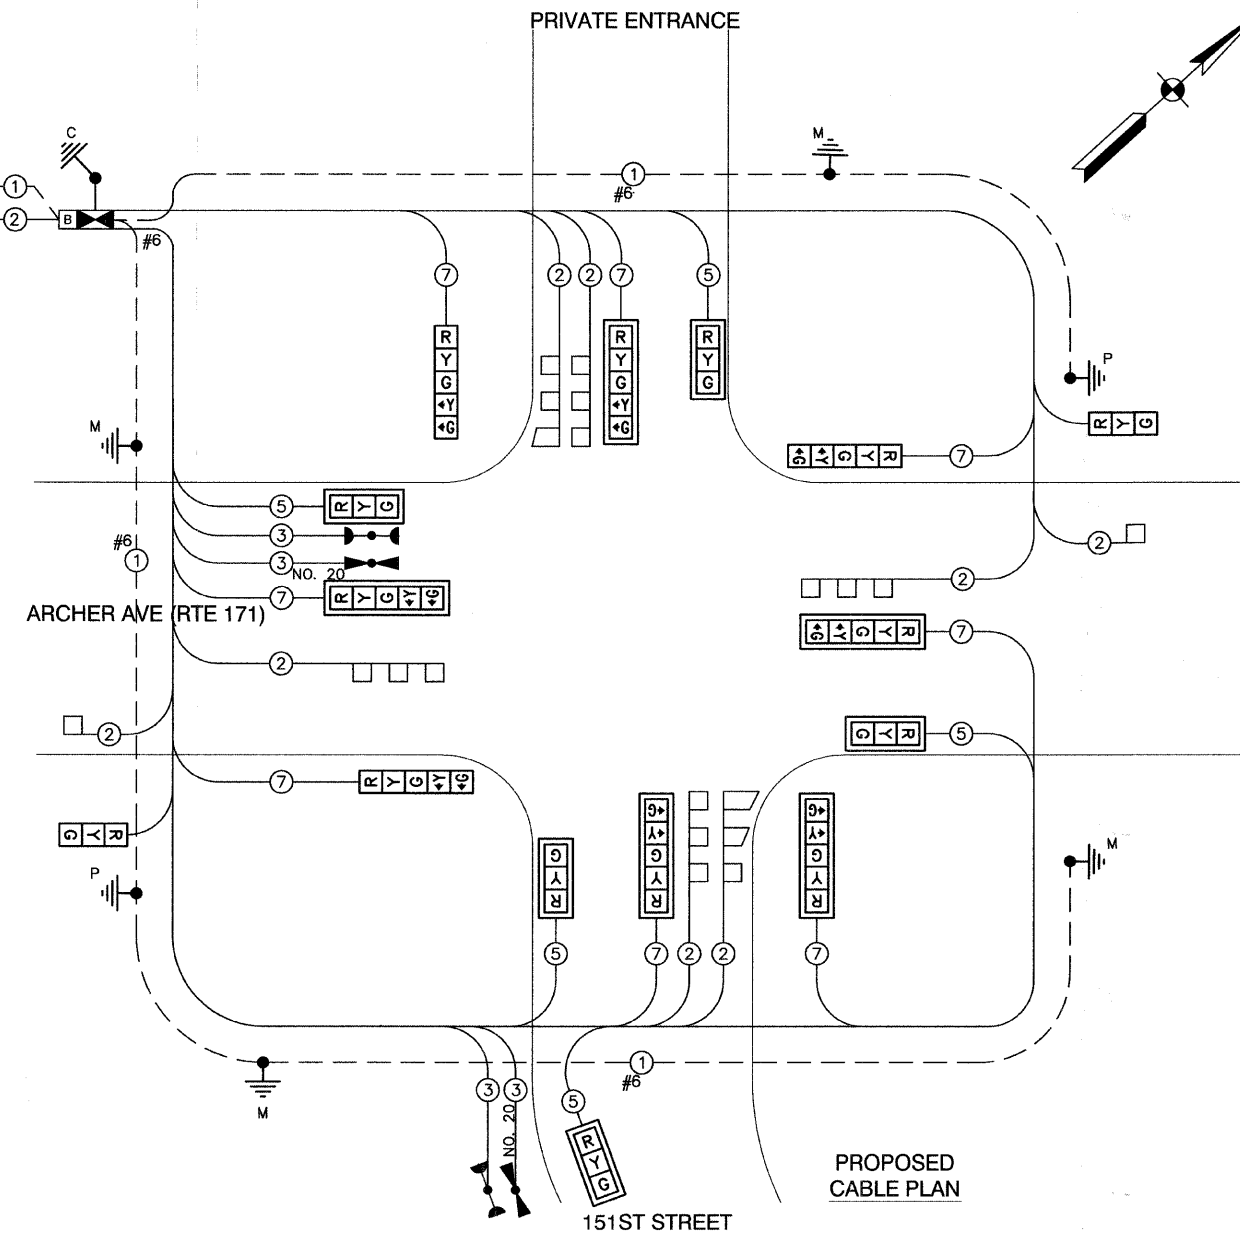 PRIVATE ENTRANCE
C
M
1
1
#6
B
2
#6
7
2
2
7
5
R
R
R
Y
Y
Y
P
G
G
G
Y
Y
R Y G
G
G
M
G Y G Y R
7
5
R Y G
3
#6
2
1
3
NO. 20
2
7
R Y G Y G
ARCHER AVE (RTE 171)
G Y G Y R
7
2
2
G Y R
5
7
R Y G Y G
G Y R
G
G
Y
Y
M
G
G
G
P
Y
Y
Y
R
R
R
5
7
2
2
7
1
#6
3
3
5
M
NO. 20
R
Y
G
PROPOSED
CABLE PLAN
151ST STREET